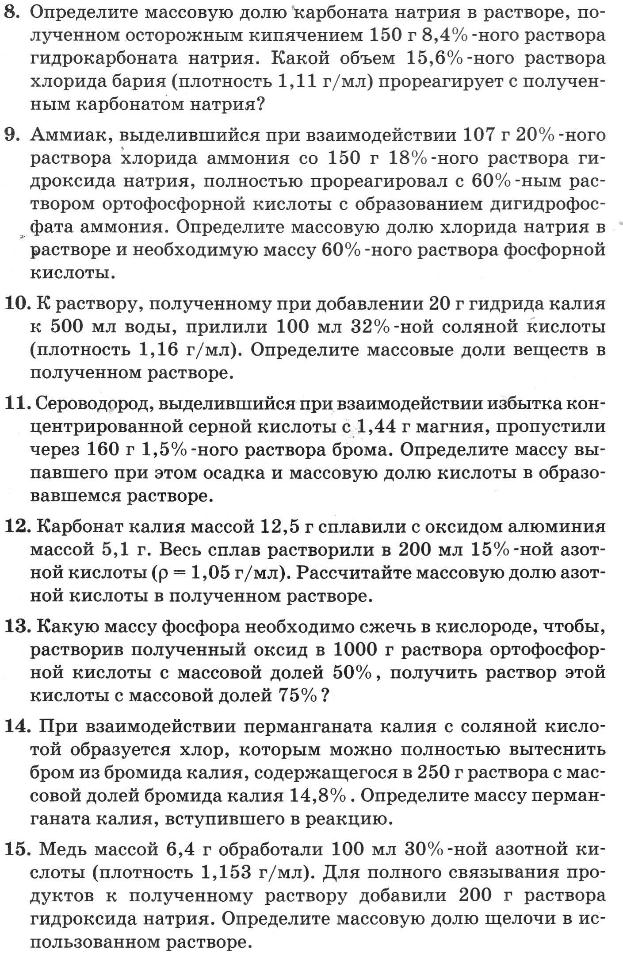 8. Определите массовую долю карбоната натрия в растворе, по-
лученном осторожным кипячением 150 г 8,4%-ного раствора
гидрокарбоната натрия. Какой объем 15,6%-ного раствора
хлорида бария (плотность 1,11 г/мл) прореагирует с получен-
ным карбонатом натрия?
9. Аммиак, выделившийся при взаимодействии 107 г 20%-ного
раствора хлорида аммония со 150 г 18%-ного раствора ги-
дроксида натрия, полностью прореагировал с 60%-ным рас-
твором ортофосфорной кислоты с образованием дигидрофос-
фата аммония. Определите массовую долю хлорида натрия в
растворе и необходимую массу 60%-ного раствора фосфорной
кислоты.
10. К раствору, полученному при добавлении 20 г гидрида калия
к 500 мл воды, прилили 100 мл 32%-ной соляной кислоты
(плотность 1,16 г/мл). Определите массовые доли веществ в
полученном растворе.
11. Сероводород, выделившийся при взаимодействии избытка кон-
центрированной серной кислоты с 1,44 г магния, пропустили
через 160 г 1,5%-ного раствора брома. Определите массу вы-
павшего при этом осадка и массовую долю кислоты в образо-
вавшемся растворе.
12. Карбонат калия массой 12,5 г сплавили с оксидом алюминия
массой 5,1 г. Весь сплав растворили в 200 мл 15%-ной азот-
ной кислоты (ρ = 1,05 г/мл). Рассчитайте массовую долю азот-
ной кислоты в полученном растворе.
13. Какую массу фосфора необходимо сжечь в кислороде, чтобы,
растворив полученный оксид в 1000 г раствора ортофосфор-
ной кислоты с массовой долей 50%, получить раствор этой
кислоты с массовой долей 75%?
14. При взаимодействии перманганата калия с соляной кисло-
той образуется хлор, которым можно полностью вытеснить
бром из бромида калия, содержащегося в 250 г раствора с мас-
совой долей бромида калия 14,8%. Определите массу перман-
ганата калия, вступившего в реакцию.
15. Медь массой 6,4 г обработали 100 мл 30%-ной азотной ки-
слоты (плотность 1,153 г/мл). Для полного связывания про-
дуктов к полученному раствору добавили 200 г раствора
гидроксида натрия. Определите массовую долю щелочи в ис-
пользованном растворе.